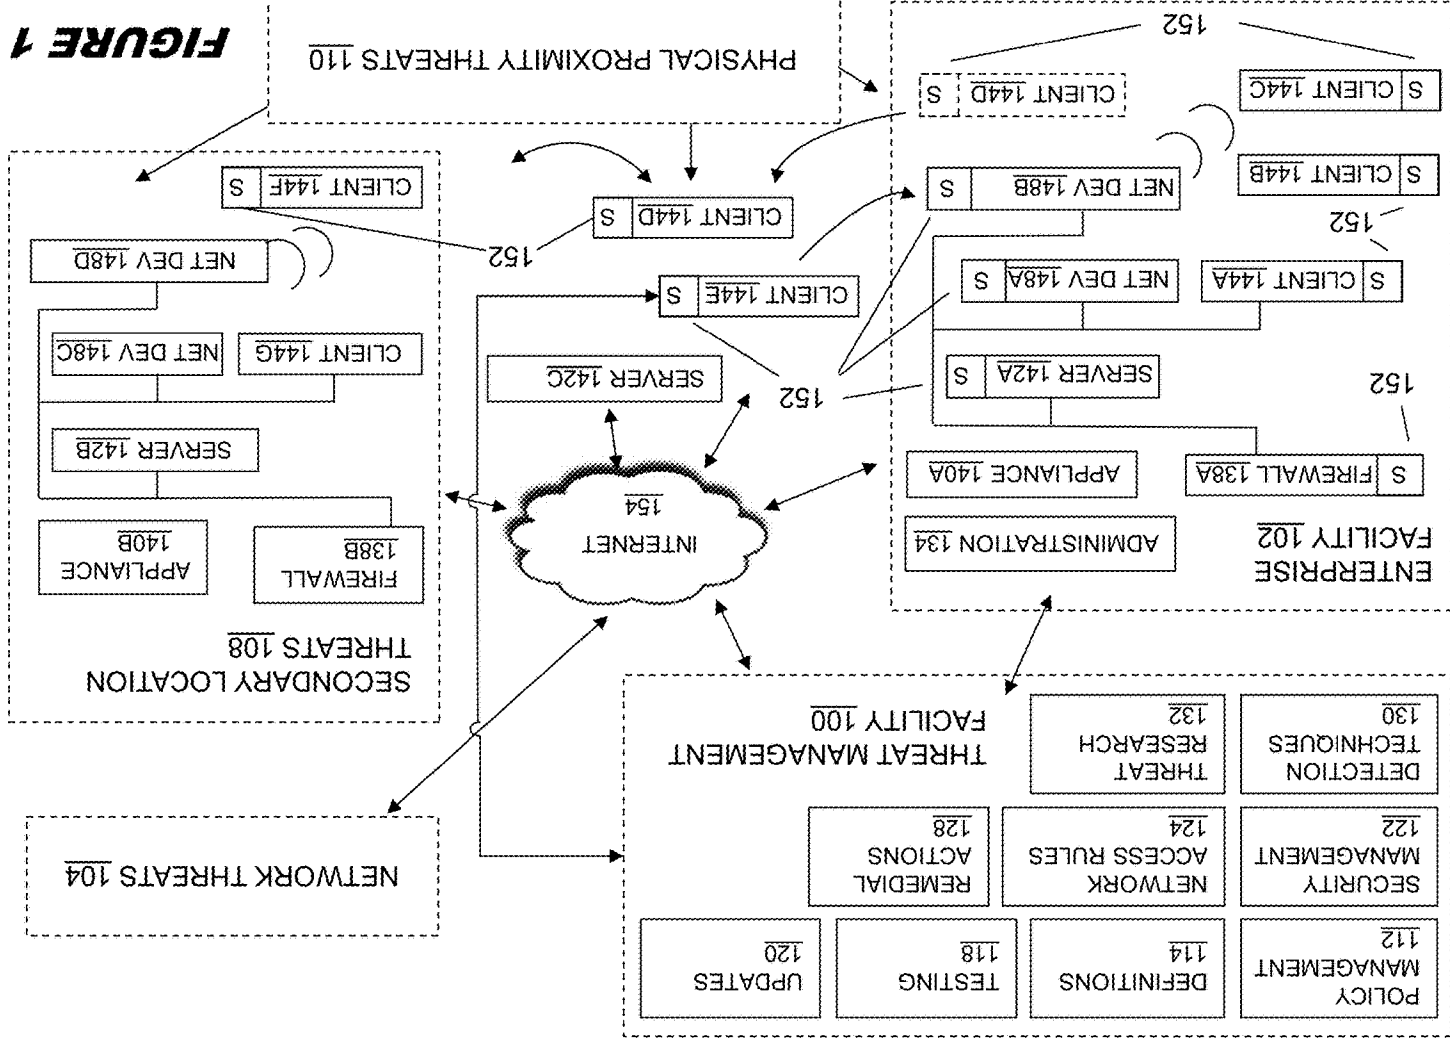 POLICY
MANAGEMENT
112
DEFINITIONS
114
TESTING
118
UPDATES
120
SECURITY
MANAGEMENT
122
NETWORK
ACCESS RULES
124
REMEDIAL
ACTIONS
128
DETECTION
TECHNIQUES
130
THREAT
RESEARCH
132
THREAT MANAGEMENT
FACILITY 100
NETWORK THREATS 104
ENTERPRISE
FACILITY 102
ADMINISTRATION 134
S FIREWALL 138A
APPLIANCE 140A
152
SERVER 142A S
S CLIENT 144A
NET DEV 148A S
152
S CLIENT 144B
NET DEV 148B S
S CLIENT 144C
CLIENT 144D S
152
INTERNET
154
152
SERVER 142C
CLIENT 144E S
152
CLIENT 144D S
SECONDARY LOCATION
THREATS 108
FIREWALL
138B
APPLIANCE
140B
SERVER 142B
CLIENT 144G
NET DEV 148C
NET DEV 148D
CLIENT 144F S
PHYSICAL PROXIMITY THREATS 110
FIGURE 1